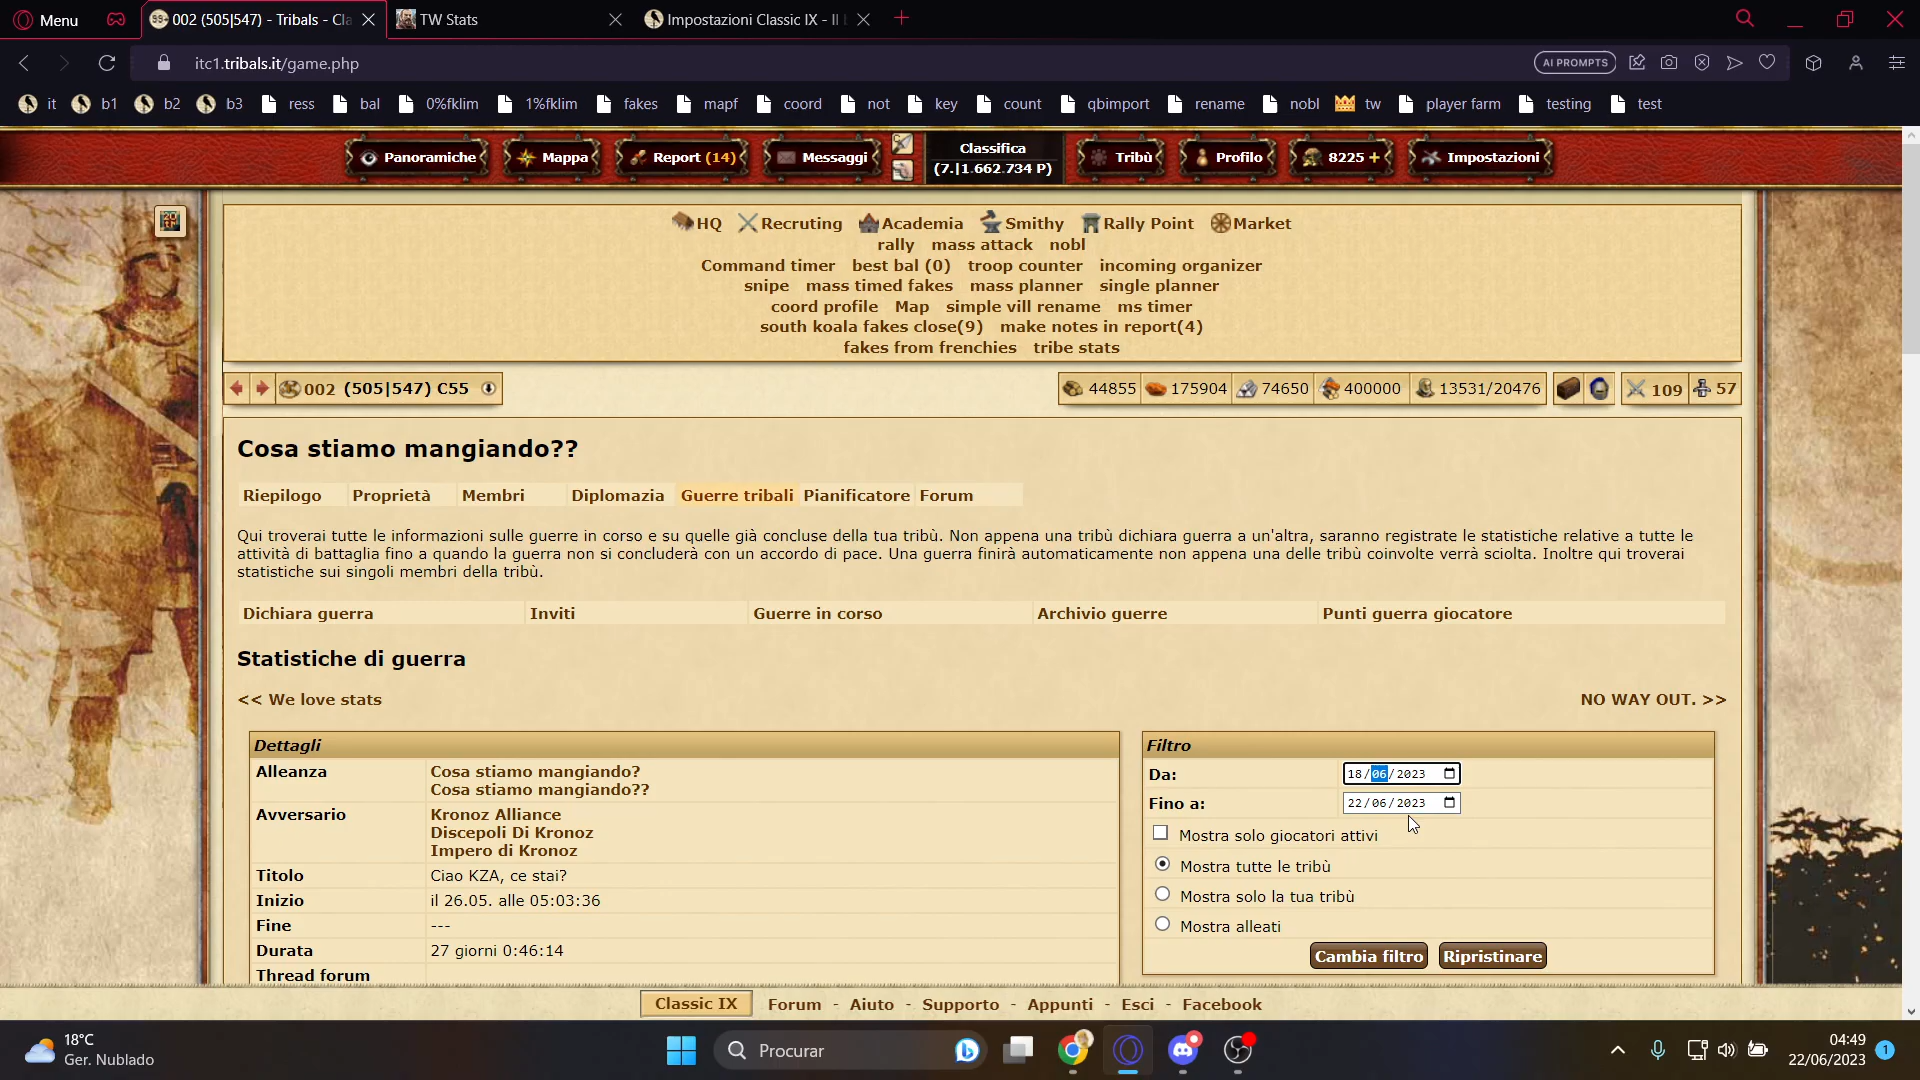 Menu
002 (505|547) - Tribals - Cla
TW Stats
Impostazioni Classic IX - Il
itc1.tribals.it/game.php
AI PROMPTS
it b1 b2 b3 ress bal 0%fklim 1%fklim fakes mapf coord not key count qbimport rename nobl tw player farm testing test
Panoramiche Mappa Report (14) Messaggi
Classifica
(7.|1.662.734 P)
Tribù Profilo 8225 + Impostazioni
HQ Recruting Academia Smithy Rally Point Market
rally mass attack nobl
Command timer best bal (0) troop counter incoming organizer
snipe mass timed fakes mass planner single planner
coord profile Map simple vill rename ms timer
south koala fakes close(9) make notes in report(4)
fakes from frenchies tribe stats
002 (505|547) C55
44855 175904 74650 400000 13531/20476 109 57
Cosa stiamo mangiando??
Riepilogo Proprietà Membri Diplomazia Guerre tribali Pianificatore Forum
Qui troverai tutte le informazioni sulle guerre in corso e su quelle già concluse della tua tribù. Non appena una tribù dichiara guerra a un'altra, saranno registrate le statistiche relative a tutte le
attività di battaglia fino a quando la guerra non si concluderà con un accordo di pace. Una guerra finirà automaticamente non appena una delle tribù coinvolte verrà sciolta. Inoltre qui troverai
statistiche sui singoli membri della tribù.
Dichiara guerra Inviti Guerre in corso Archivio guerre Punti guerra giocatore
Statistiche di guerra
<< We love stats
NO WAY OUT. >>
Dettagli
Alleanza Cosa stiamo mangiando?
Cosa stiamo mangiando??
Avversario Kronoz Alliance
Discepoli Di Kronoz
Impero di Kronoz
Titolo Ciao KZA, ce stai?
Inizio il 26.05. alle 05:03:36
Fine ---
Durata 27 giorni 0:46:14
Thread forum
Filtro
Da: 18/06/2023
Fino a: 22/06/2023
Mostra solo giocatori attivi
Mostra tutte le tribù
Mostra solo la tua tribù
Mostra alleati
Cambia filtro Ripristinare
Classic IX Forum - Aiuto - Supporto - Appunti - Esci - Facebook
18°C
Ger. Nublado
Procurar
04:49
22/06/2023
1